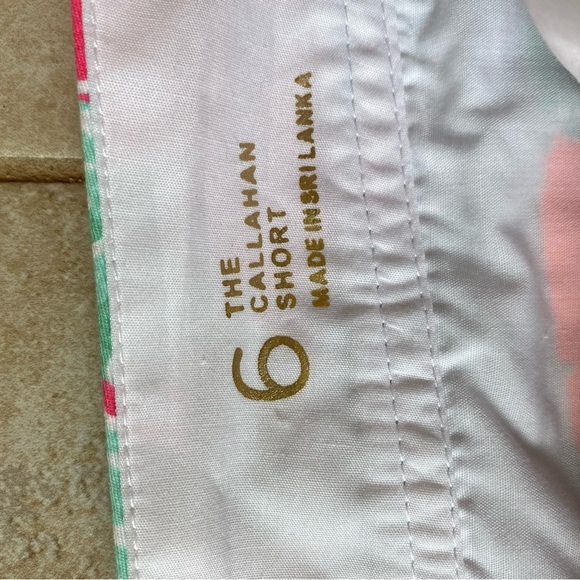 6
THE
CALLAHAN
SHORT
MADE IN SRI LANKA